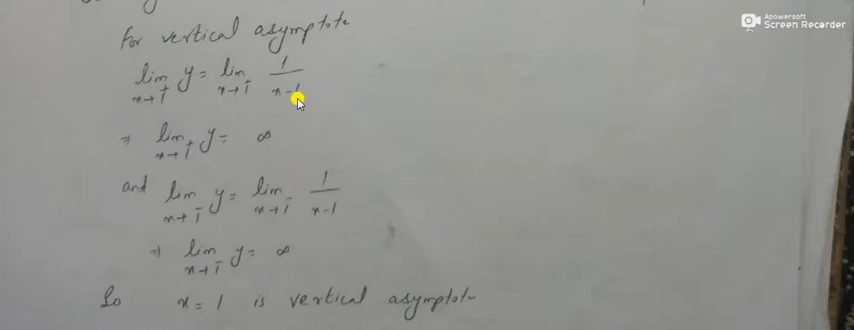 Apowersoft
Screen Recorder
for vertical asymptote
lim x→1⁺ y = lim x→1⁺ 1/(x-1)
⇒ lim x→1⁺ y = ∞
and lim x→1⁻ y = lim x→1⁻ 1/(x-1)
⇒ lim x→1⁻ y = ∞
So x = 1 is vertical asymptote